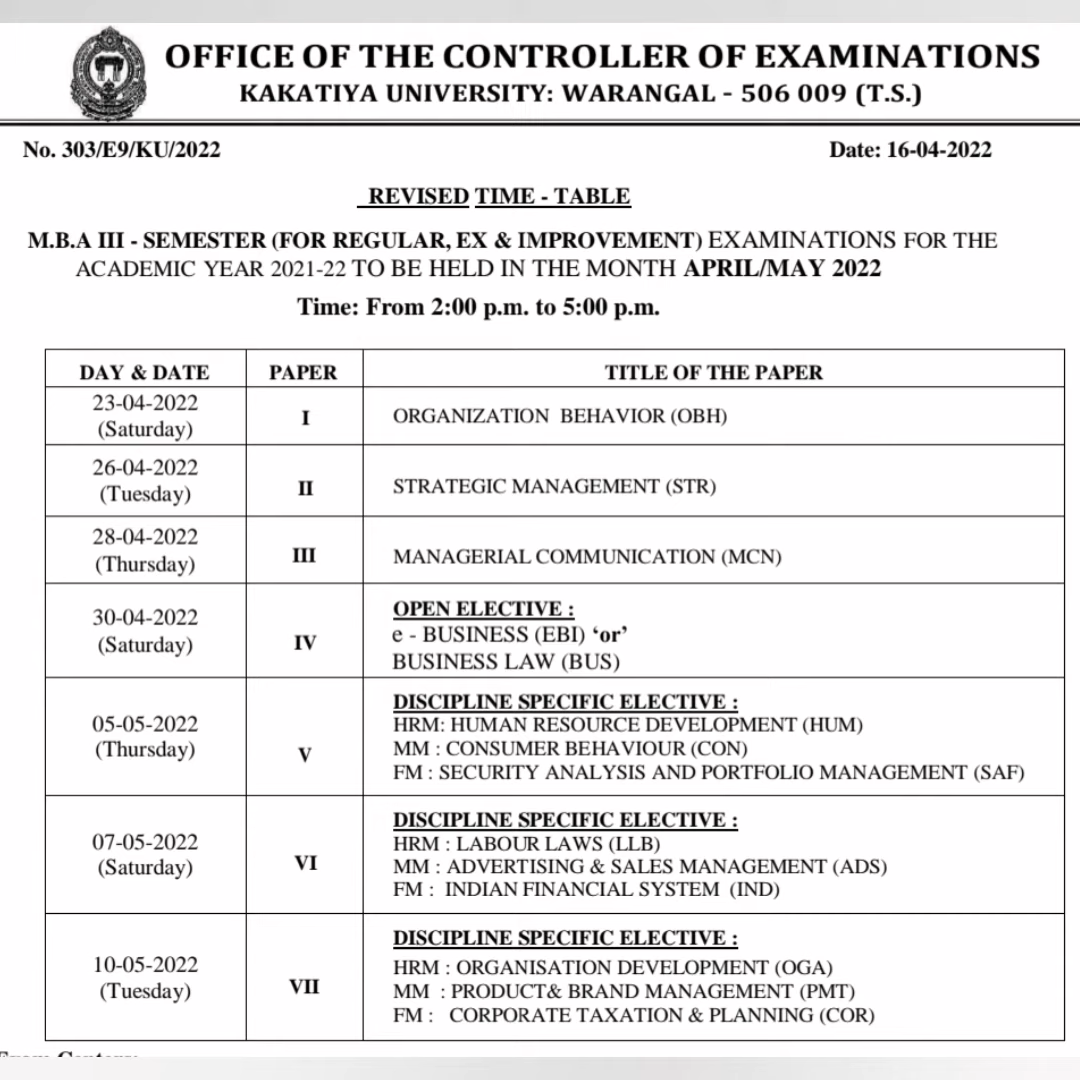 OFFICE OF THE CONTROLLER OF EXAMINATIONS
KAKATIYA UNIVERSITY: WARANGAL - 506 009 (T.S.)
No. 303/E9/KU/2022 Date: 16-04-2022
REVISED TIME - TABLE
M.B.A III - SEMESTER (FOR REGULAR, EX & IMPROVEMENT) EXAMINATIONS FOR THE
ACADEMIC YEAR 2021-22 TO BE HELD IN THE MONTH APRIL/MAY 2022
Time: From 2:00 p.m. to 5:00 p.m.
DAY & DATE PAPER TITLE OF THE PAPER
23-04-2022
(Saturday)
I
ORGANIZATION BEHAVIOR (OBH)
26-04-2022
(Tuesday)
II
STRATEGIC MANAGEMENT (STR)
28-04-2022
(Thursday)
III
MANAGERIAL COMMUNICATION (MCN)
30-04-2022
(Saturday)
IV
OPEN ELECTIVE :
e - BUSINESS (EBI) ‘or’
BUSINESS LAW (BUS)
05-05-2022
(Thursday)
V
DISCIPLINE SPECIFIC ELECTIVE :
HRM: HUMAN RESOURCE DEVELOPMENT (HUM)
MM : CONSUMER BEHAVIOUR (CON)
FM : SECURITY ANALYSIS AND PORTFOLIO MANAGEMENT (SAF)
07-05-2022
(Saturday)
VI
DISCIPLINE SPECIFIC ELECTIVE :
HRM : LABOUR LAWS (LLB)
MM : ADVERTISING & SALES MANAGEMENT (ADS)
FM : INDIAN FINANCIAL SYSTEM (IND)
10-05-2022
(Tuesday)
VII
DISCIPLINE SPECIFIC ELECTIVE :
HRM : ORGANISATION DEVELOPMENT (OGA)
MM : PRODUCT& BRAND MANAGEMENT (PMT)
FM : CORPORATE TAXATION & PLANNING (COR)